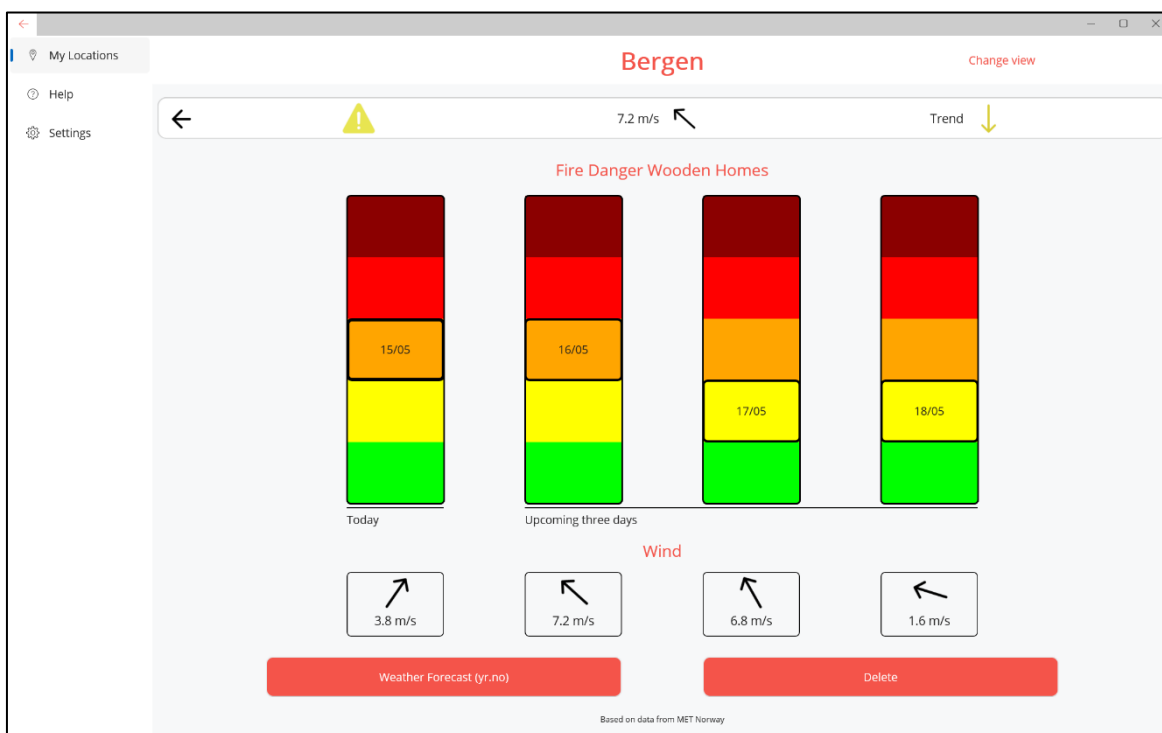 My Locations
Help
Settings
Bergen
Change view
7.2 m/s
Trend
Fire Danger Wooden Homes
15/05
16/05
17/05
18/05
Today
Upcoming three days
Wind
3.8 m/s
7.2 m/s
6.8 m/s
1.6 m/s
Weather Forecast (yr.no)
Delete
Based on data from MET Norway